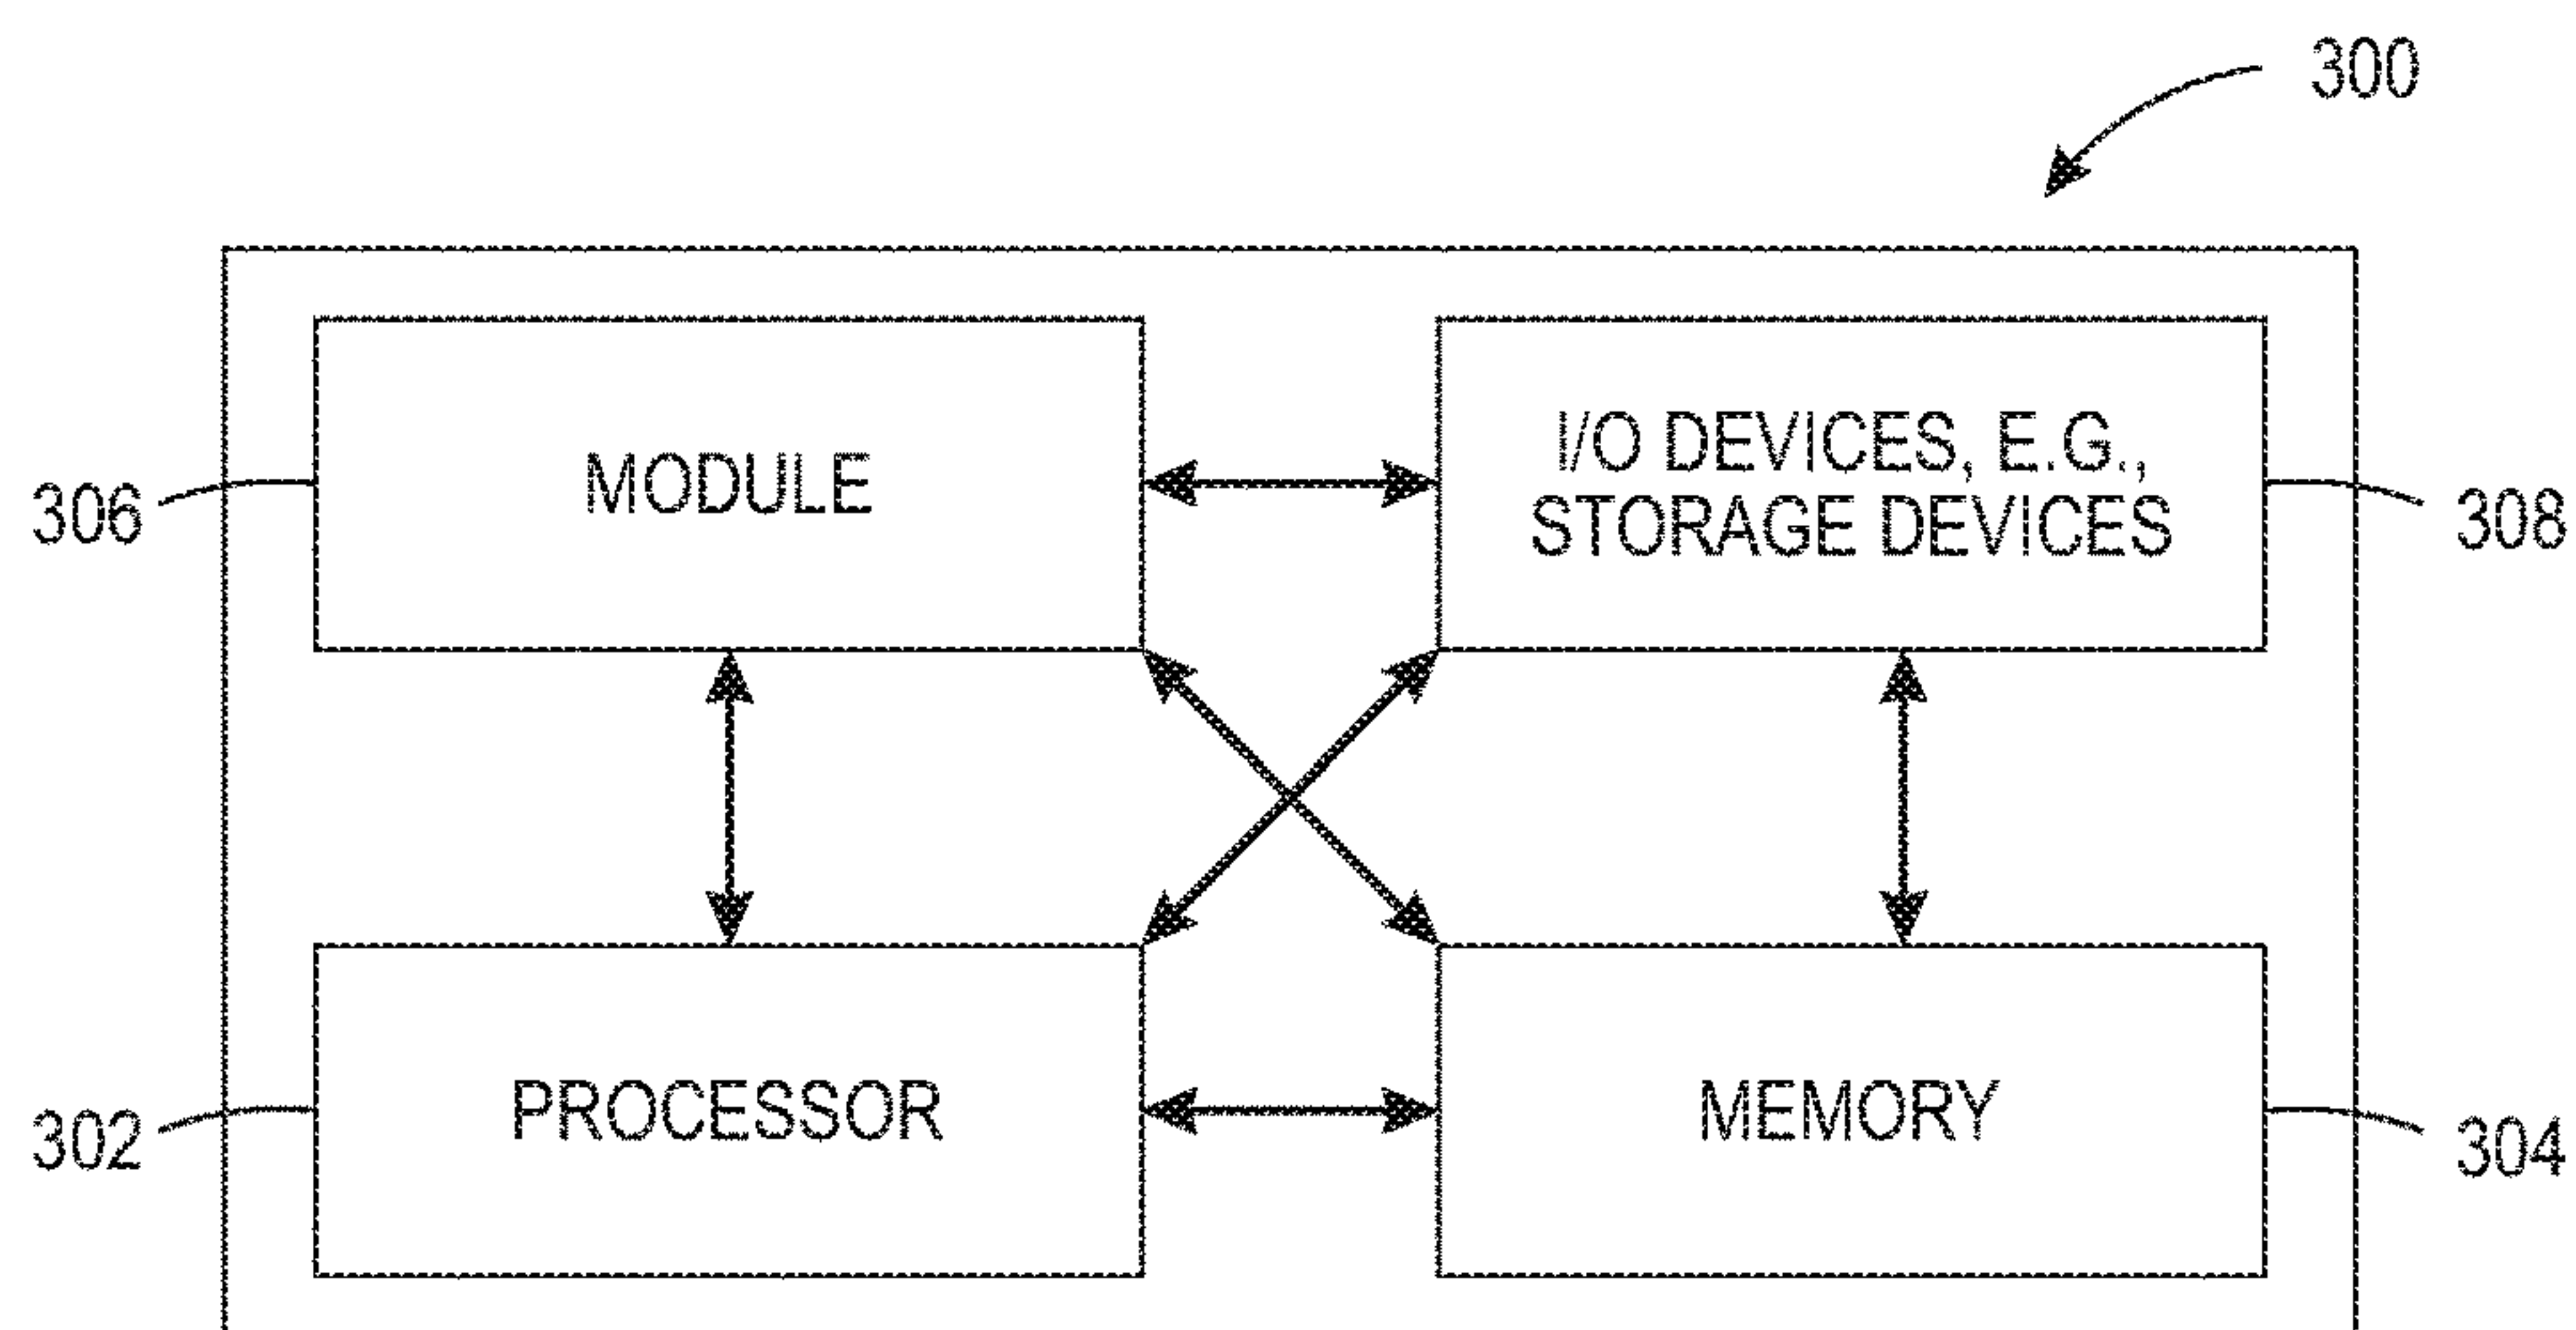 300
MODULE
I/O DEVICES, E.G.,
STORAGE DEVICES
306
308
PROCESSOR
MEMORY
302
304